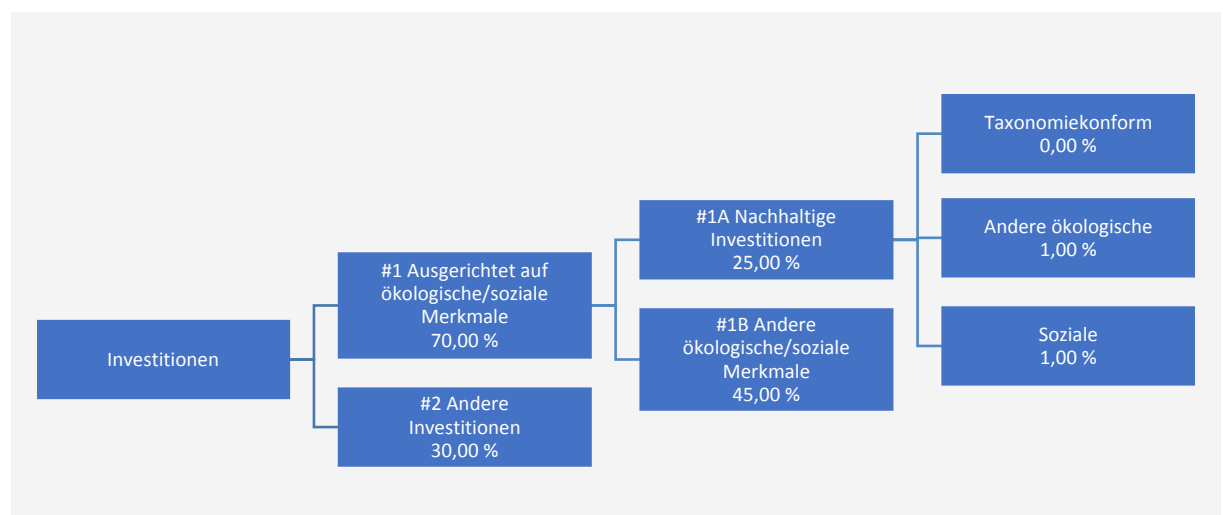 Investitionen
#1 Ausgerichtet auf
ökologische/soziale
Merkmale
70,00 %
#2 Andere
Investitionen
30,00 %
#1A Nachhaltige
Investitionen
25,00 %
#1B Andere
ökologische/soziale
Merkmale
45,00 %
Taxonomiekonform
0,00 %
Andere ökologische
1,00 %
Soziale
1,00 %